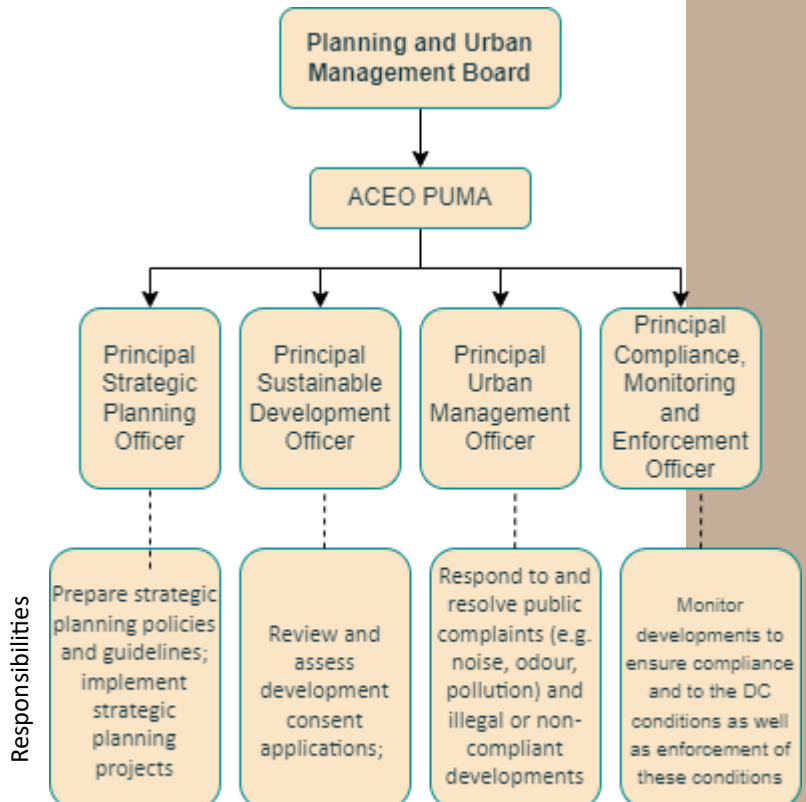 Planning and Urban
Management Board
ACEO PUMA
Principal
Strategic
Planning
Officer
Principal
Sustainable
Development
Officer
Principal
Urban
Management
Officer
Principal
Compliance,
Monitoring
and
Enforcement
Officer
Responsibilities
Prepare strategic
planning policies
and guidelines;
implement
strategic
planning
projects
Review and
assess
development
consent
applications;
Respond to and
resolve public
complaints (e.g.
noise, odour,
pollution) and
illegal or non-
compliant
developments
Monitor
developments to
ensure compliance
and to the DC
conditions as well
as enforcement of
these conditions